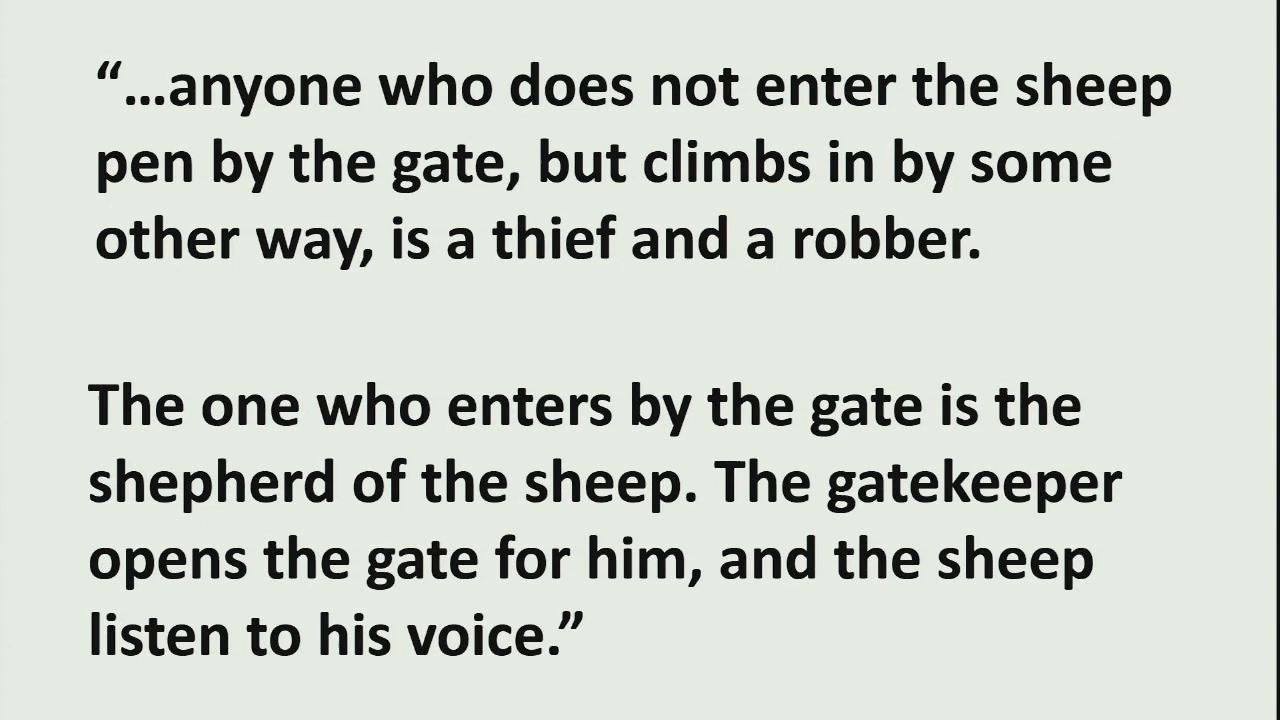 “…anyone who does not enter the sheep
pen by the gate, but climbs in by some
other way, is a thief and a robber.
The one who enters by the gate is the
shepherd of the sheep. The gatekeeper
opens the gate for him, and the sheep
listen to his voice.”